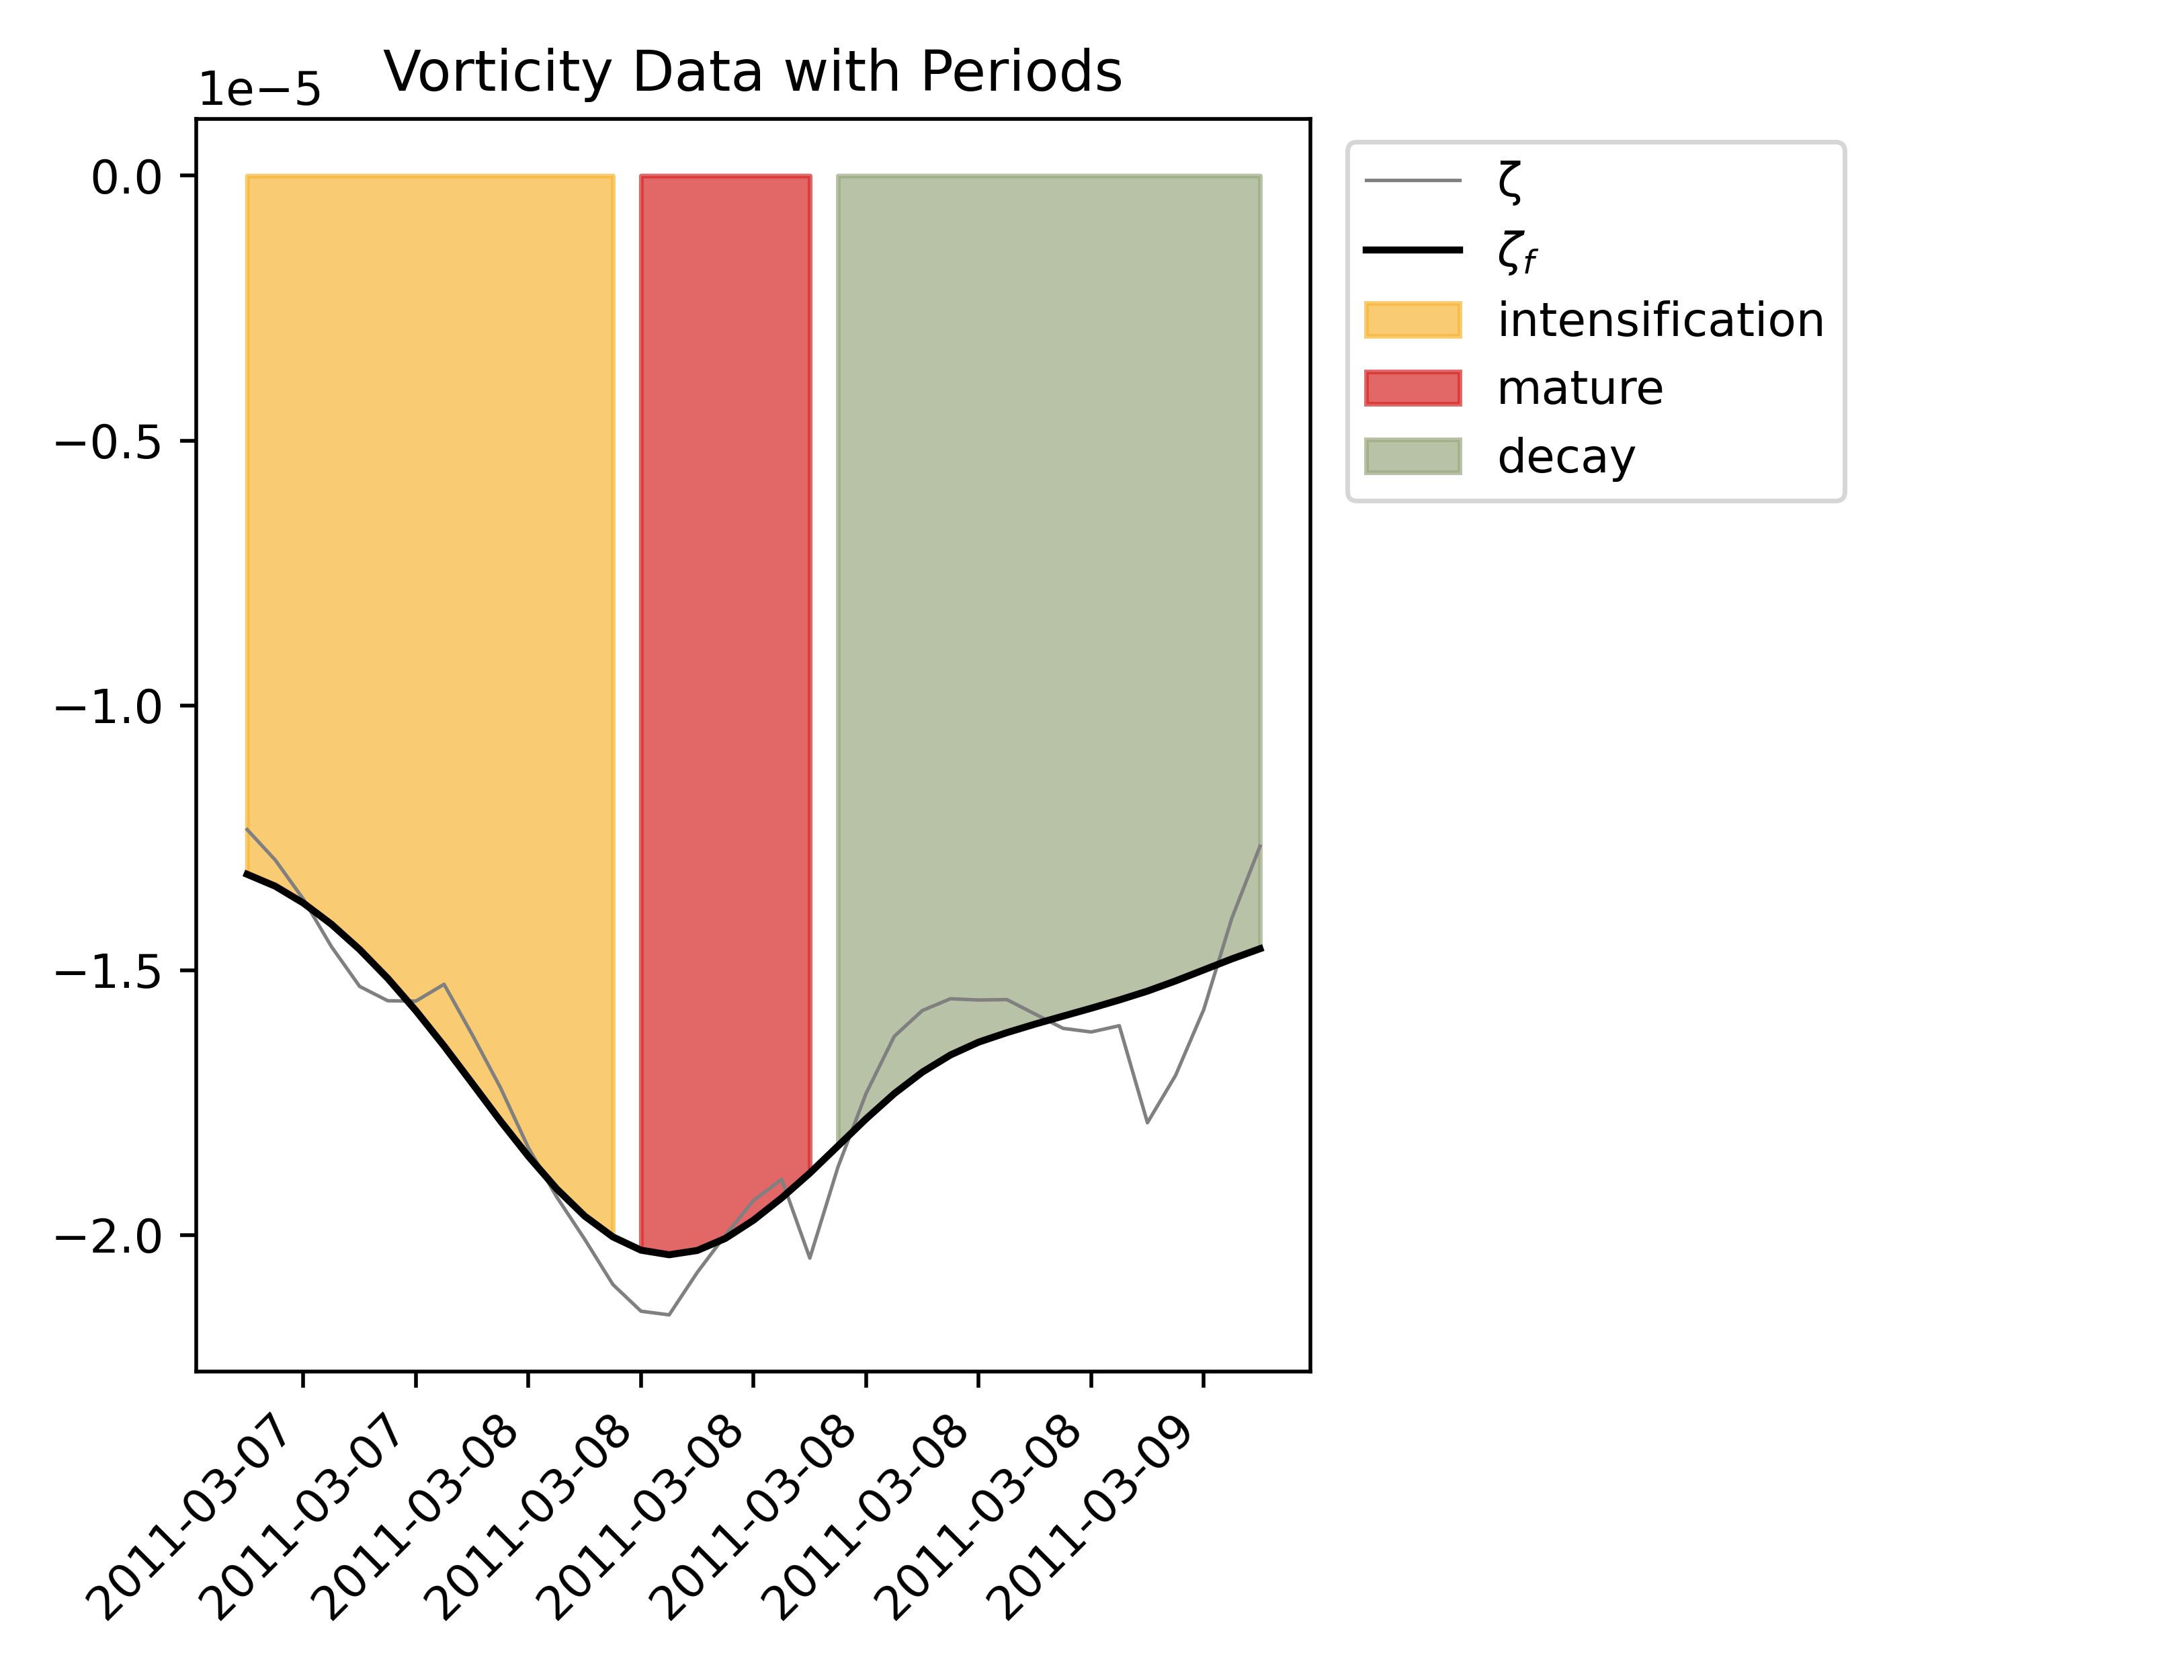 Vorticity Data with Periods
1e−5
0.0
−0.5
−1.0
−1.5
−2.0
2011-03-07
2011-03-07
2011-03-08
2011-03-08
2011-03-08
2011-03-08
2011-03-08
2011-03-08
2011-03-09
ζ
ζf
intensification
mature
decay